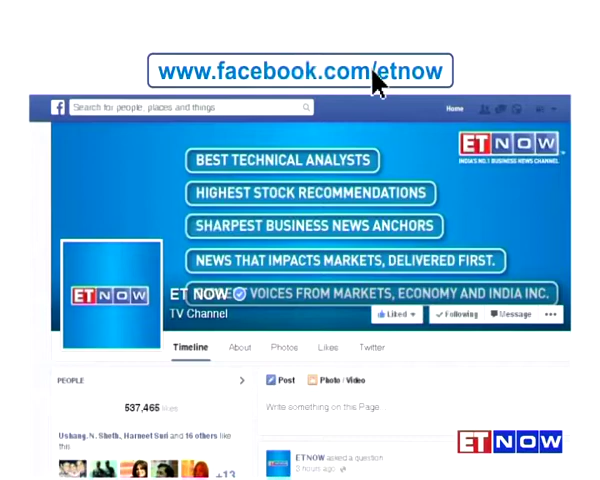 www.facebook.com/etnow
Search for people, places and things
Home
ET NOW
INDIA'S NO.1 BUSINESS NEWS CHANNEL
BEST TECHNICAL ANALYSTS
HIGHEST STOCK RECOMMENDATIONS
SHARPEST BUSINESS NEWS ANCHORS
NEWS THAT IMPACTS MARKETS, DELIVERED FIRST.
VOICES FROM MARKETS, ECONOMY AND INDIA INC.
ET NOW
ET NOW
TV Channel
Liked
Following
Message
Timeline About Photos Likes Twitter
PEOPLE
Post Photo / Video
537,465 likes
Write something on this Page
Ushang. N. Sheth, Harneet Suri and 16 others like
this
+13
ETNOW asked a question
2 hours ago
ET NOW